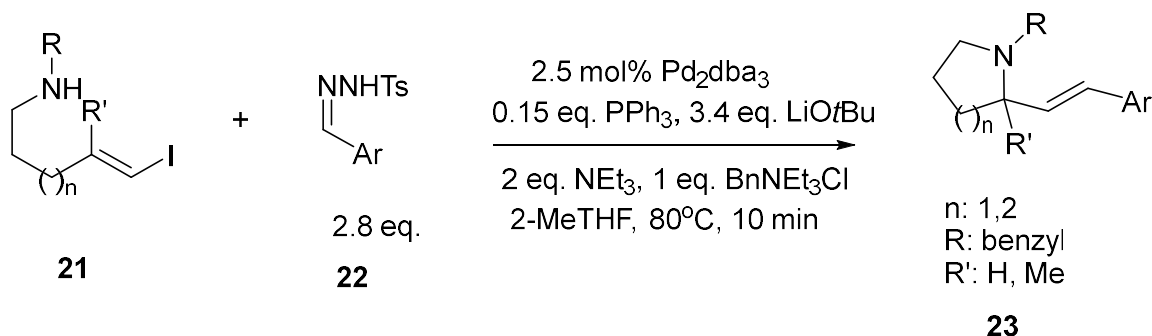 R
NH
R'
I
( )n
21
+
NNHTs
Ar
2.8 eq.
22
2.5 mol% Pd2dba3
0.15 eq. PPh3, 3.4 eq. LiOtBu
2 eq. NEt3, 1 eq. BnNEt3Cl
2-MeTHF, 80oC, 10 min
R
N
Ar
( )n
R'
n: 1,2
R: benzyl
R': H, Me
23